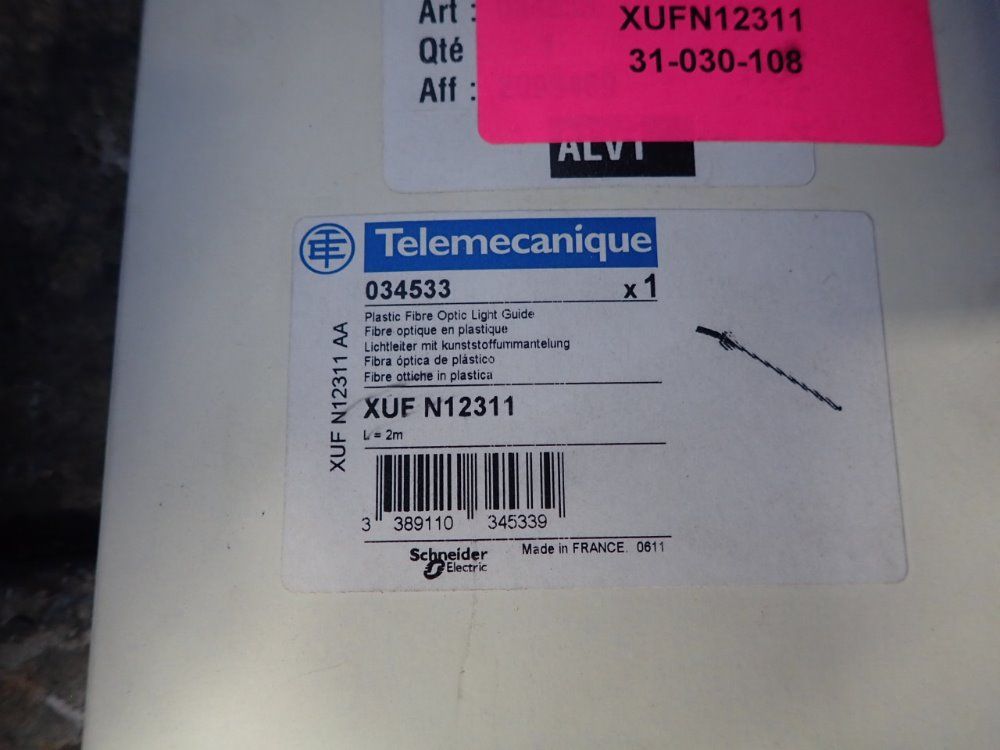 Art :
Qté
Aff :
XUFN12311
31-030-108
Telemecanique
034533 x 1
Plastic Fibre Optic Light Guide
Fibre optique en plastique
Lichtleiter mit kunststoffummantelung
Fibra óptica de plástico
Fibre ottiche in plastica
XUF N12311
L = 2m
XUF N12311 AA
3 389110 345339
Schneider
Electric
Made in FRANCE. 0611